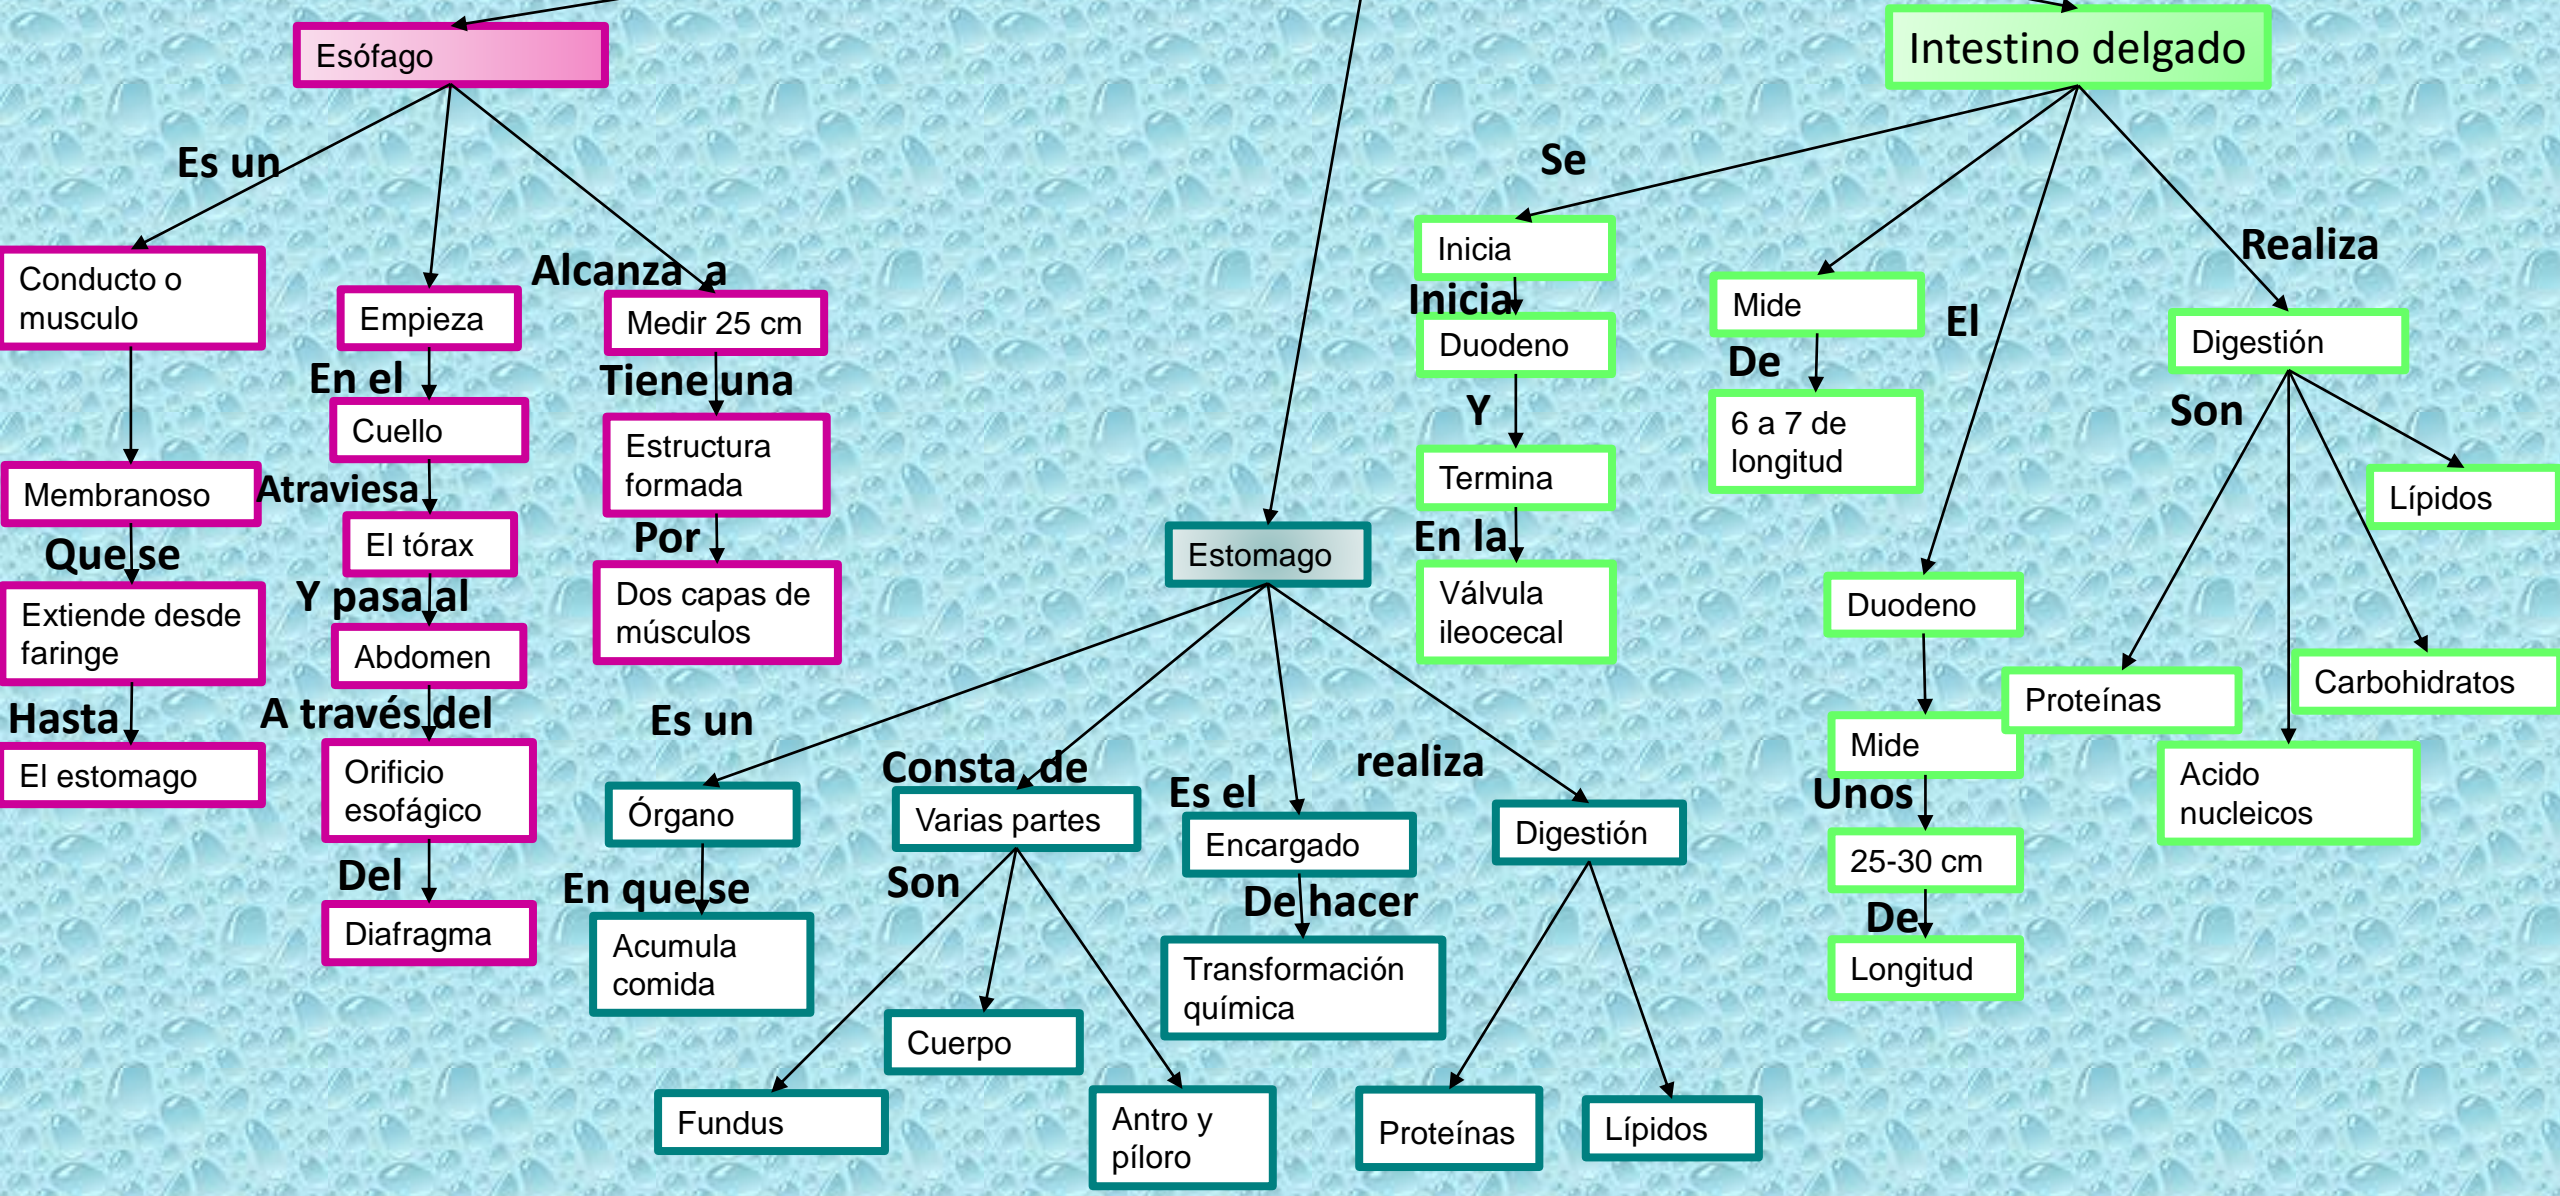 Esófago
Es un
Conducto o
musculo
Membranoso
Que se
Extiende desde
faringe
Hasta
El estomago
Empieza
En el
Cuello
Atraviesa
El tórax
Y pasa al
Abdomen
A través del
Orificio
esofágico
Del
Diafragma
Alcanza a
Medir 25 cm
Tiene una
Estructura
formada
Por
Dos capas de
músculos
Estomago
Es un
Órgano
En que se
Acumula
comida
Consta de
Varias partes
Son
Fundus
Cuerpo
Antro y
píloro
Es el
Encargado
De hacer
Transformación
química
realiza
Digestión
Proteínas
Lípidos
Intestino delgado
Se
Inicia
Inicia
Duodeno
Y
Termina
En la
Válvula
ileocecal
Mide
De
6 a 7 de
longitud
El
Duodeno
Mide
Unos
25-30 cm
De
Longitud
Realiza
Digestión
Son
Proteínas
Acido
nucleicos
Carbohidratos
Lípidos